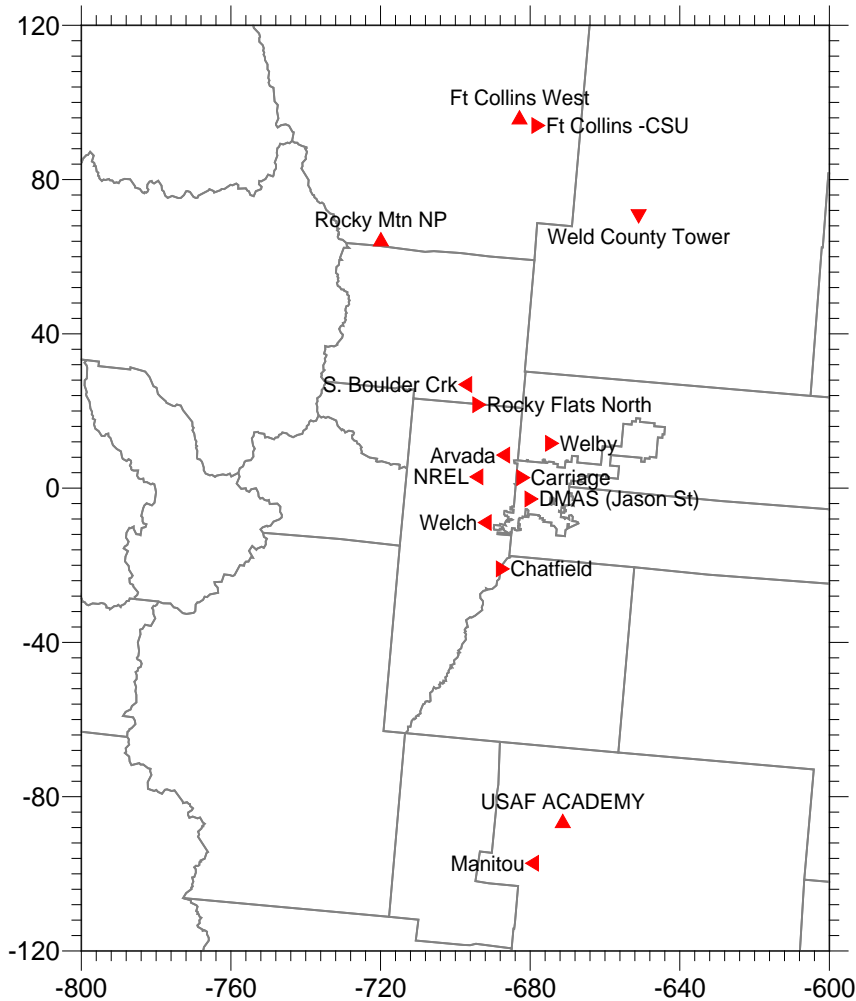 120
Ft Collins West
Ft Collins -CSU
80
Rocky Mtn NP
Weld County Tower
40
S. Boulder Crk
Rocky Flats North
Welby
Arvada
NREL
Carriage
0
DMAS (Jason St)
Welch
Chatfield
-40
-80
USAF ACADEMY
Manitou
-120
-800 -760 -720 -680 -640 -600